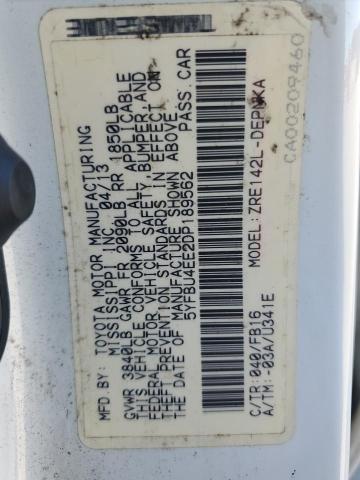 MFD. BY: TOYOTA MOTOR MANUFACTURING
MISSISSIPPI INC. 04/13
GVWR 3840LB GAWR FR 2090LB RR 1850LB
THIS VEHICLE CONFORMS TO ALL APPLICABLE
FEDERAL MOTOR VEHICLE SAFETY, BUMPER, AND
THEFT PREVENTION STANDARDS IN EFFECT ON
THE DATE OF MANUFACTURE SHOWN ABOVE.
5YFBU4EE2DP189562 PASS. CAR
C/TR: 040/FB16 MODEL: ZRE142L-DEPNKA
A/TM: -03A/U341E
CA00209460